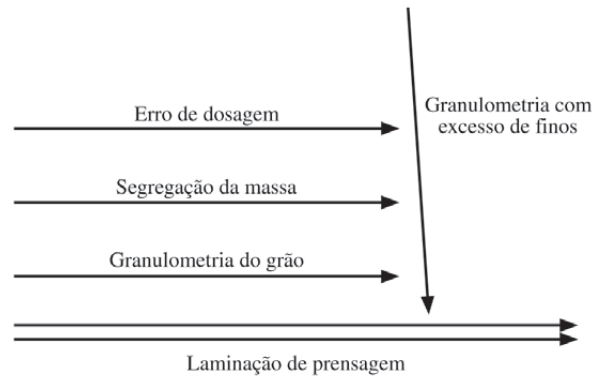 Erro de dosagem
Granulometria com
excesso de finos
Segregação da massa
Granulometria do grão
Laminação de prensagem